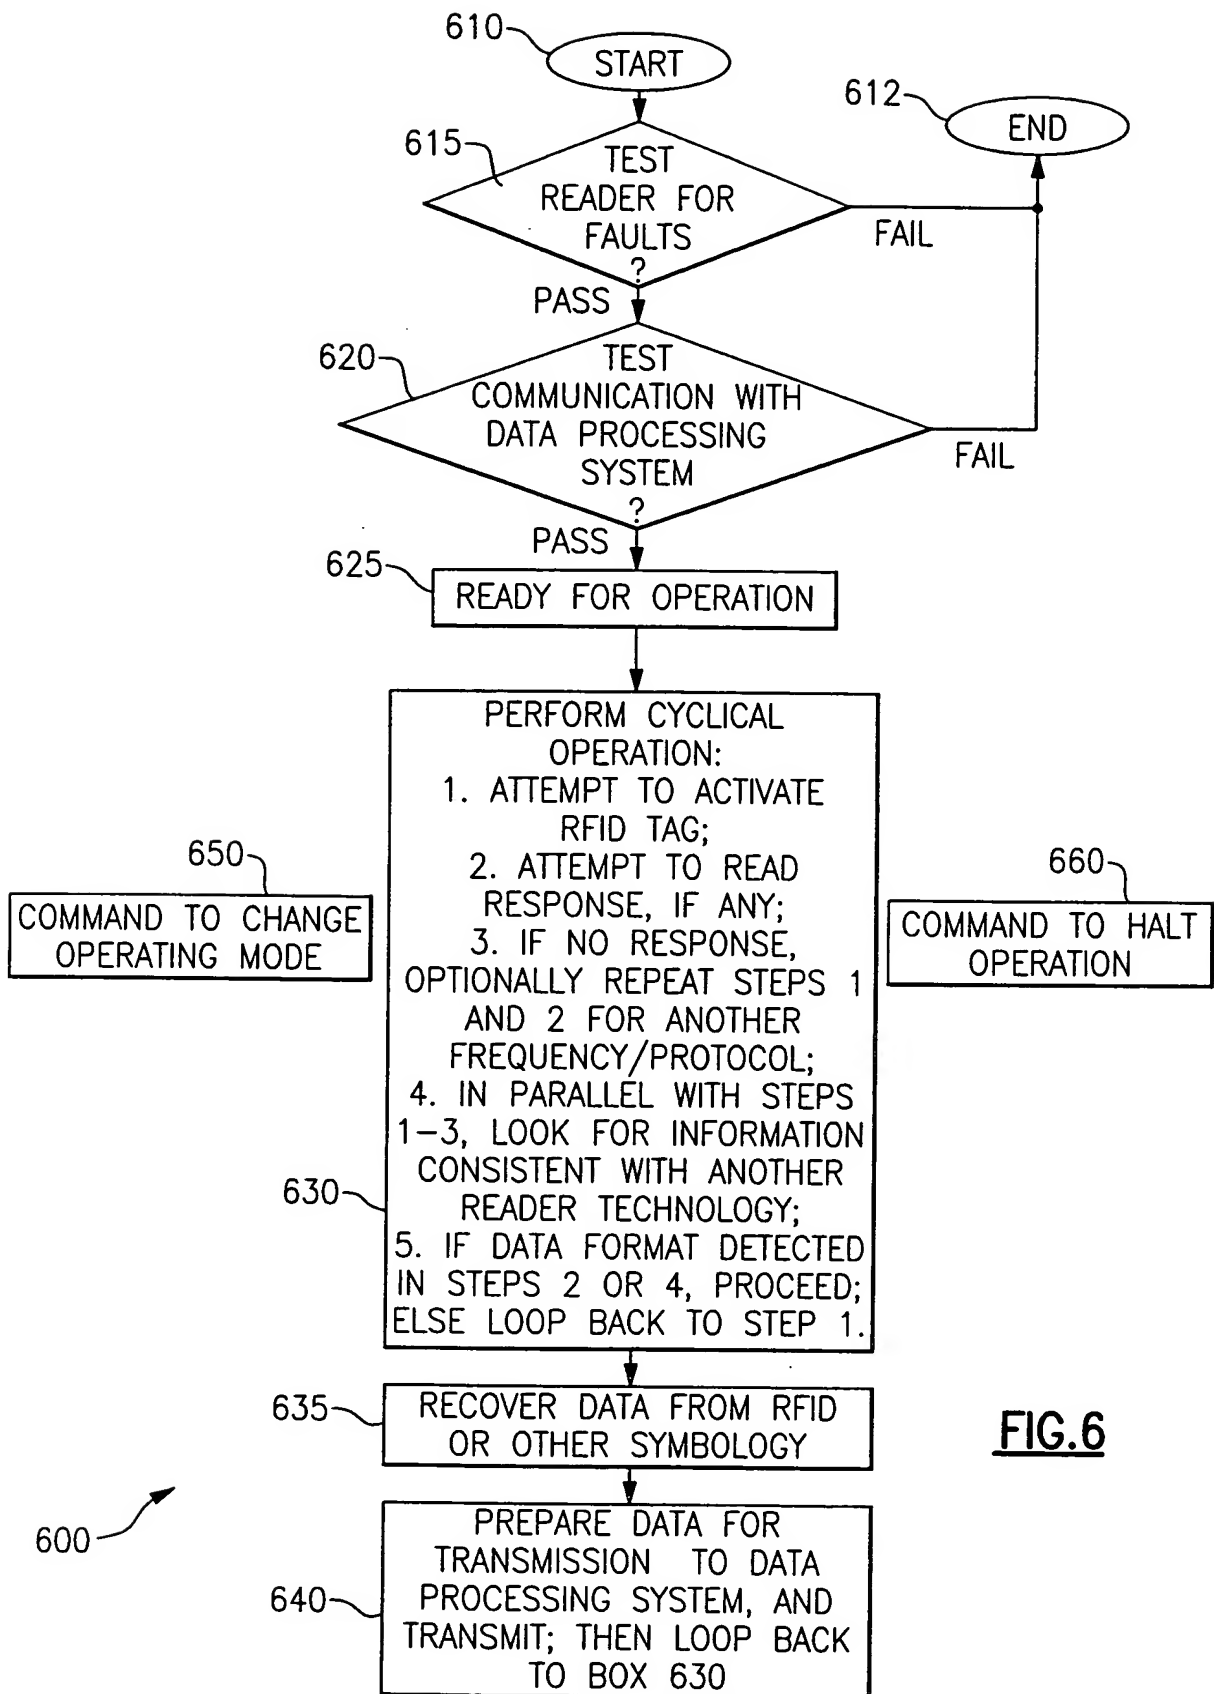 610
START
612
END
615
TEST
READER FOR
FAULTS
?
FAIL
PASS
620
TEST
COMMUNICATION WITH
DATA PROCESSING
SYSTEM
?
FAIL
PASS
625
READY FOR OPERATION
PERFORM CYCLICAL
OPERATION:
1. ATTEMPT TO ACTIVATE
RFID TAG;
2. ATTEMPT TO READ
RESPONSE, IF ANY;
3. IF NO RESPONSE,
OPTIONALLY REPEAT STEPS 1
AND 2 FOR ANOTHER
FREQUENCY/PROTOCOL;
4. IN PARALLEL WITH STEPS
1-3, LOOK FOR INFORMATION
CONSISTENT WITH ANOTHER
READER TECHNOLOGY;
5. IF DATA FORMAT DETECTED
IN STEPS 2 OR 4, PROCEED;
ELSE LOOP BACK TO STEP 1.
630
650
COMMAND TO CHANGE
OPERATING MODE
660
COMMAND TO HALT
OPERATION
635
RECOVER DATA FROM RFID
OR OTHER SYMBOLOGY
FIG.6
600
640
PREPARE DATA FOR
TRANSMISSION TO DATA
PROCESSING SYSTEM, AND
TRANSMIT; THEN LOOP BACK
TO BOX 630